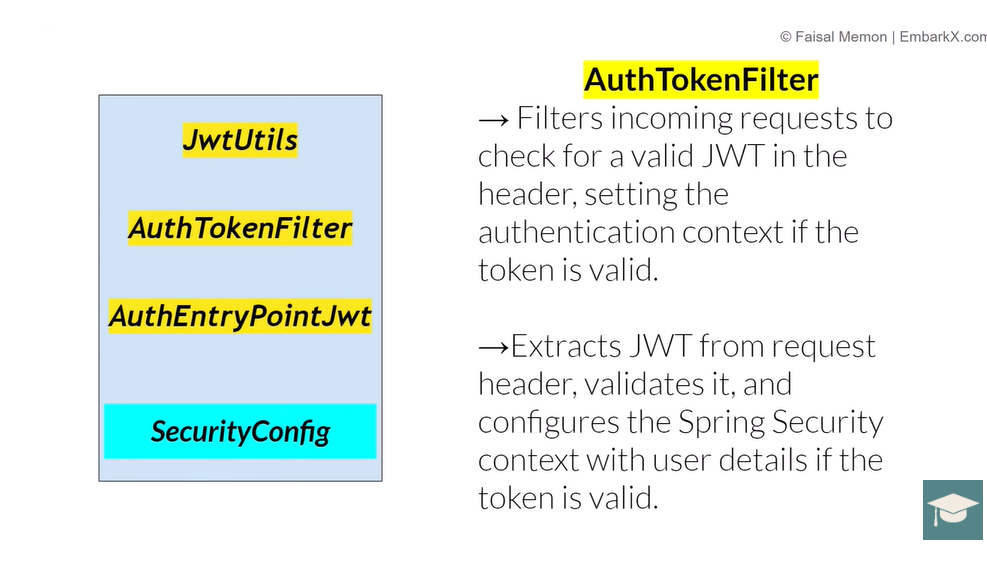 © Faisal Memon | EmbarkX.com
JwtUtils
AuthTokenFilter
AuthEntryPointJwt
SecurityConfig
AuthTokenFilter
→ Filters incoming requests to
check for a valid JWT in the
header, setting the
authentication context if the
token is valid.
→Extracts JWT from request
header, validates it, and
configures the Spring Security
context with user details if the
token is valid.